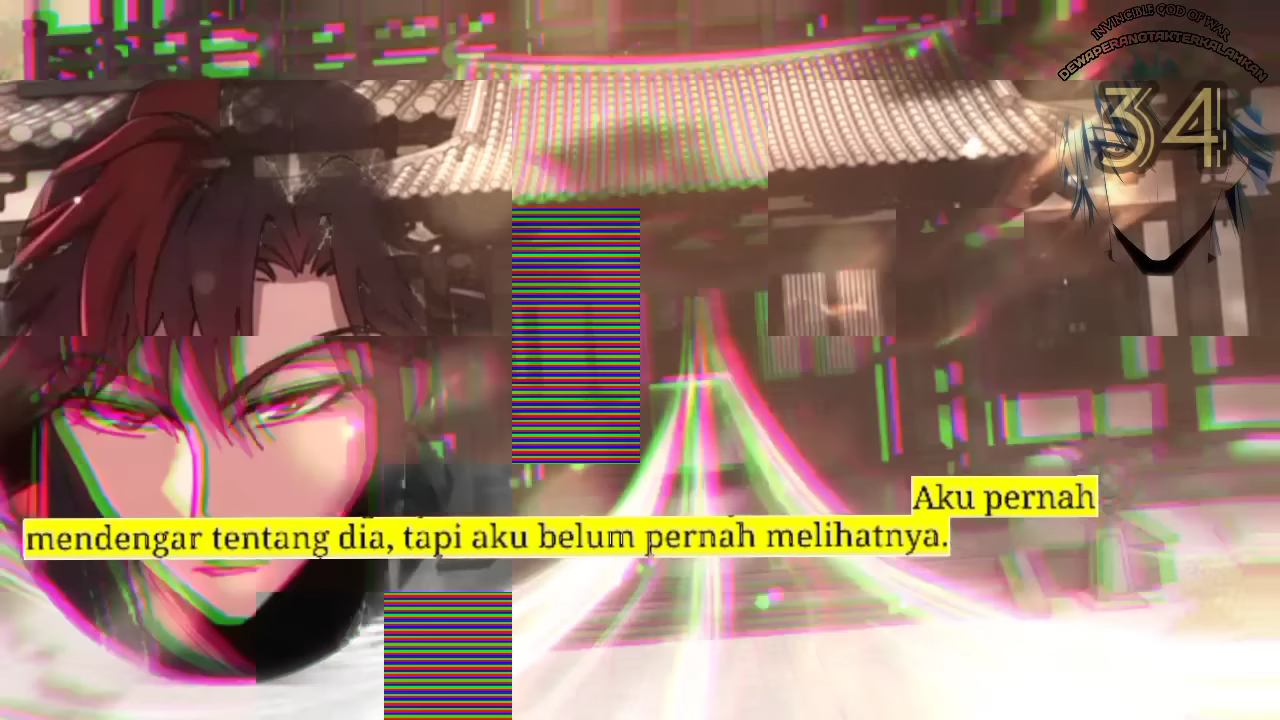 INVINCIBLE GOD OF WAR
DEWAPERANGTAKTERKALAHKAN
34
Aku pernah
mendengar tentang dia, tapi aku belum pernah melihatnya.